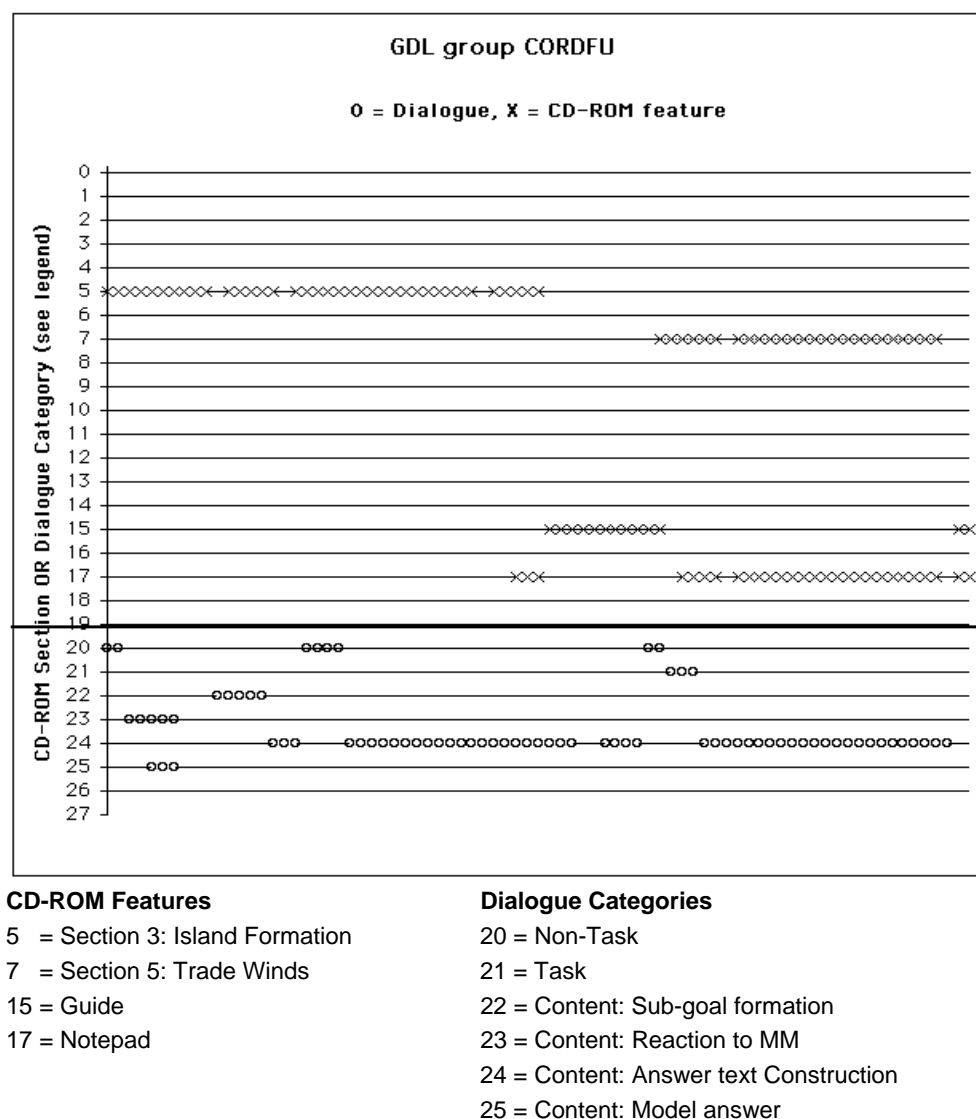 GDL group CORDFU
O = Dialogue, X = CD-ROM feature
CD-ROM Section OR Dialogue Category (see legend)
0
1
2
3
4
5
6
7
8
9
10
11
12
13
14
15
16
17
18
19
20
21
22
23
24
25
26
27
CD-ROM Features
5 = Section 3: Island Formation
7 = Section 5: Trade Winds
15 = Guide
17 = Notepad
Dialogue Categories
20 = Non-Task
21 = Task
22 = Content: Sub-goal formation
23 = Content: Reaction to MM
24 = Content: Answer text Construction
25 = Content: Model answer